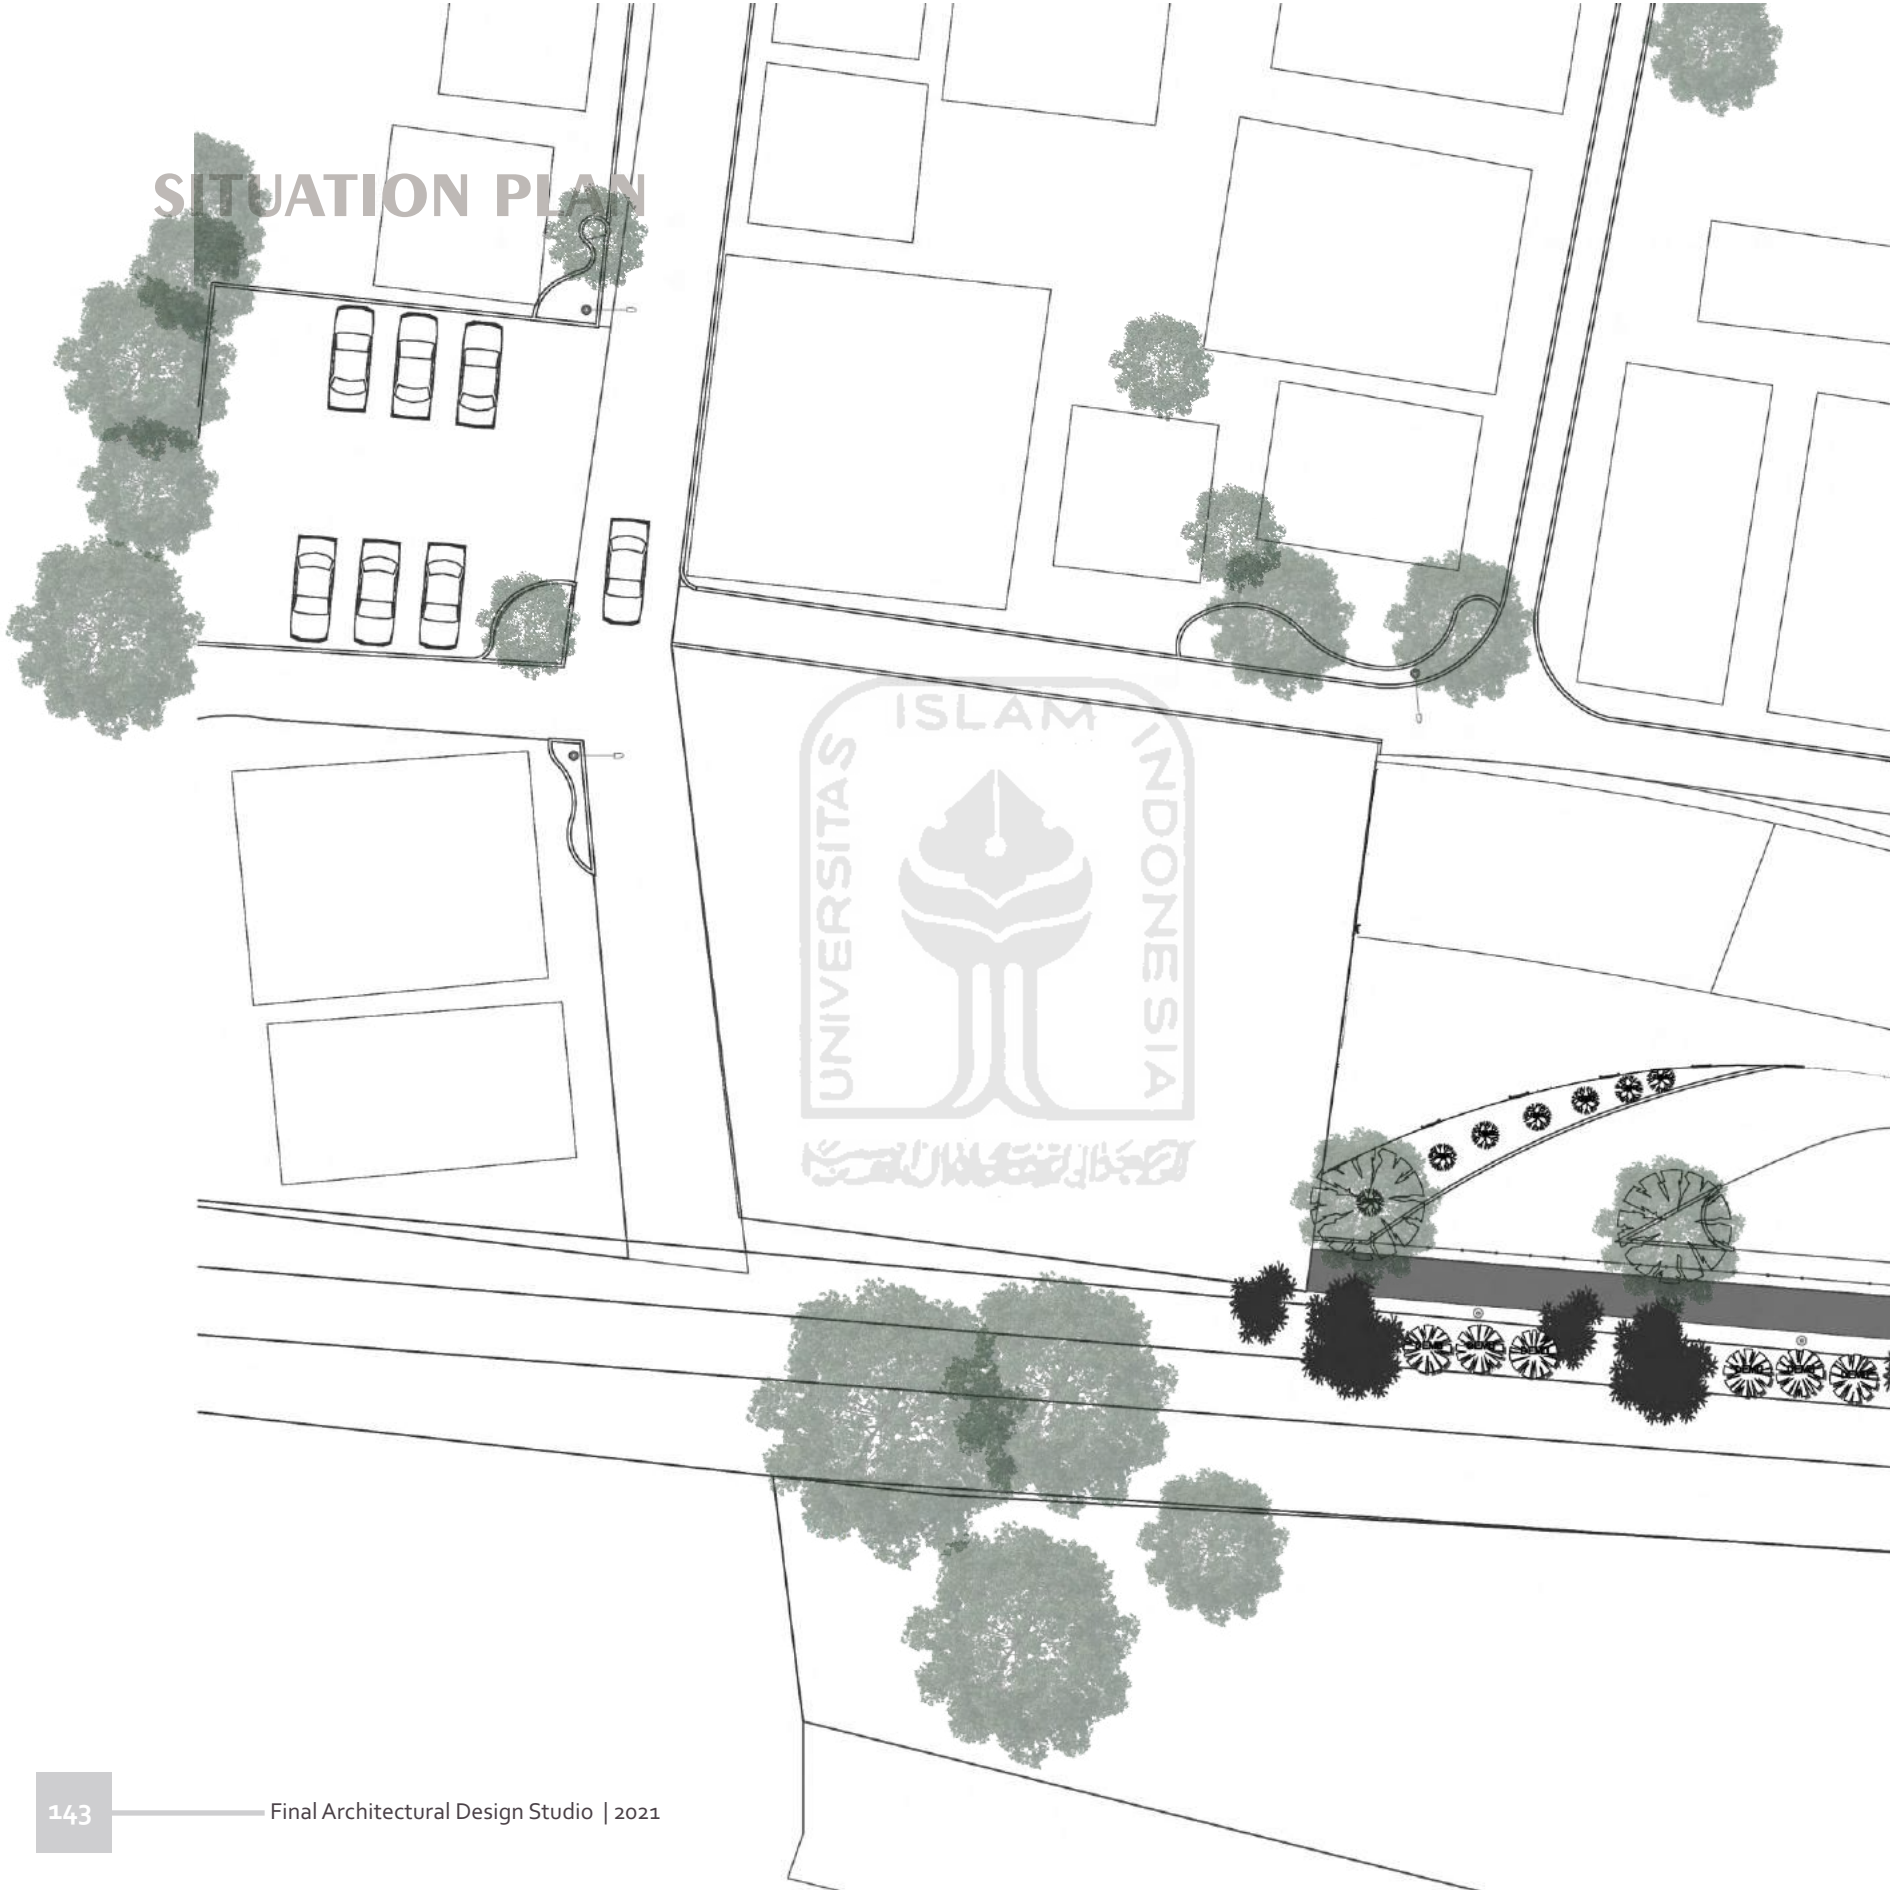 SITUATION PLAN
ISLAM
UNIVERSITAS
INDONESIA
143
Final Architectural Design Studio | 2021